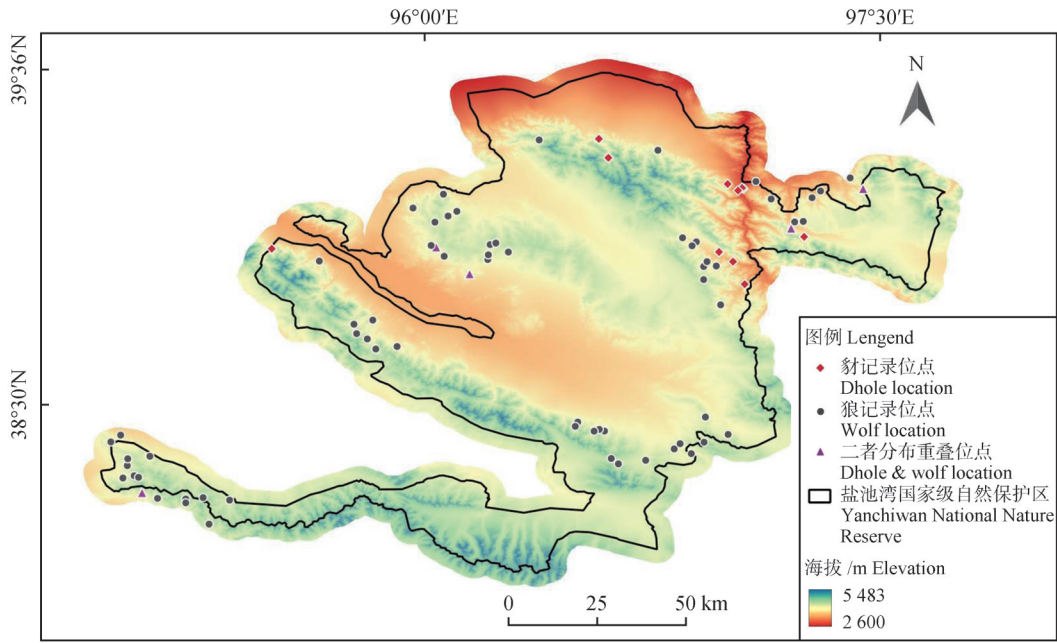 96°00′E
97°30′E
39°36′N
38°30′N
N
图例 Lengend
豺记录位点
Dhole location
狼记录位点
Wolf location
二者分布重叠位点
Dhole & wolf location
盐池湾国家级自然保护区
Yanchiwan National Nature
Reserve
海拔 /m Elevation
5 483
2 600
0 25 50 km